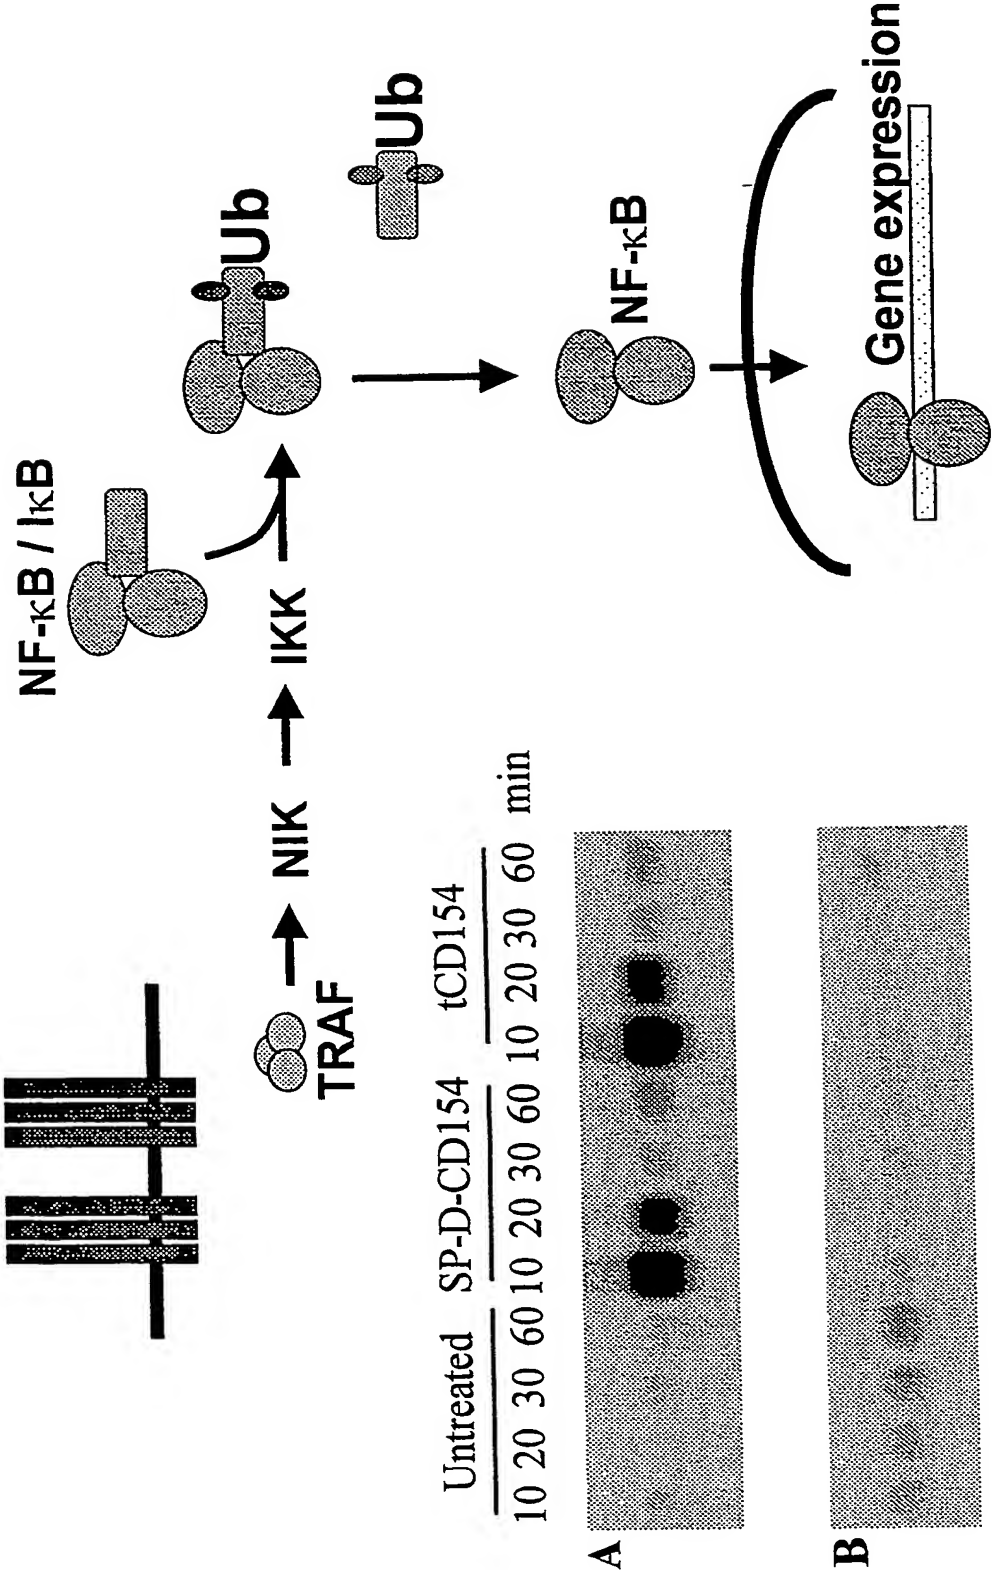 NF-κB / IκB
Ub
Ub
TRAF
NIK
IKK
NF-κB
Gene expression
Untreated SP-D-CD154 tCD154
10 20 30 60 10 20 30 60 10 20 30 60 min
A
B